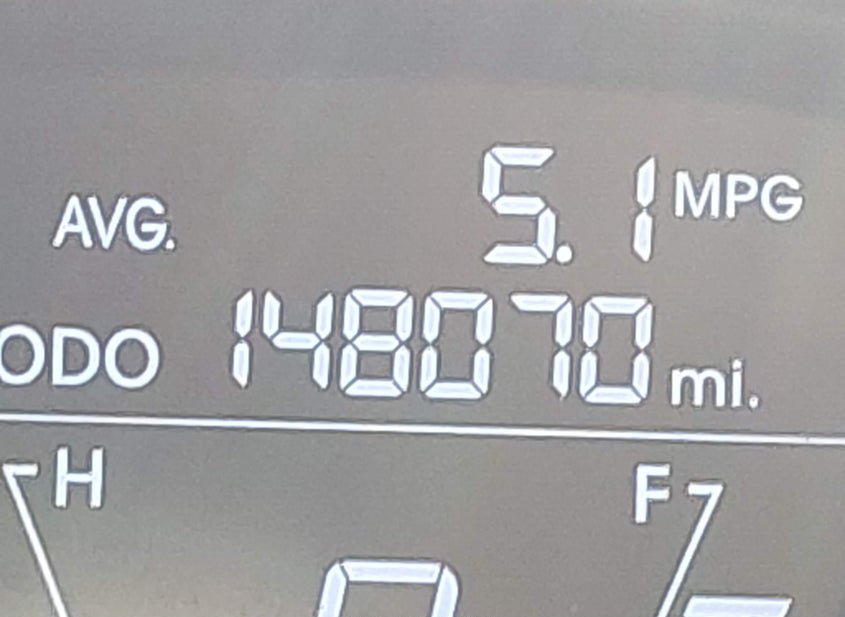 AVG. 5.1 MPG
ODO 148070 mi.
H F